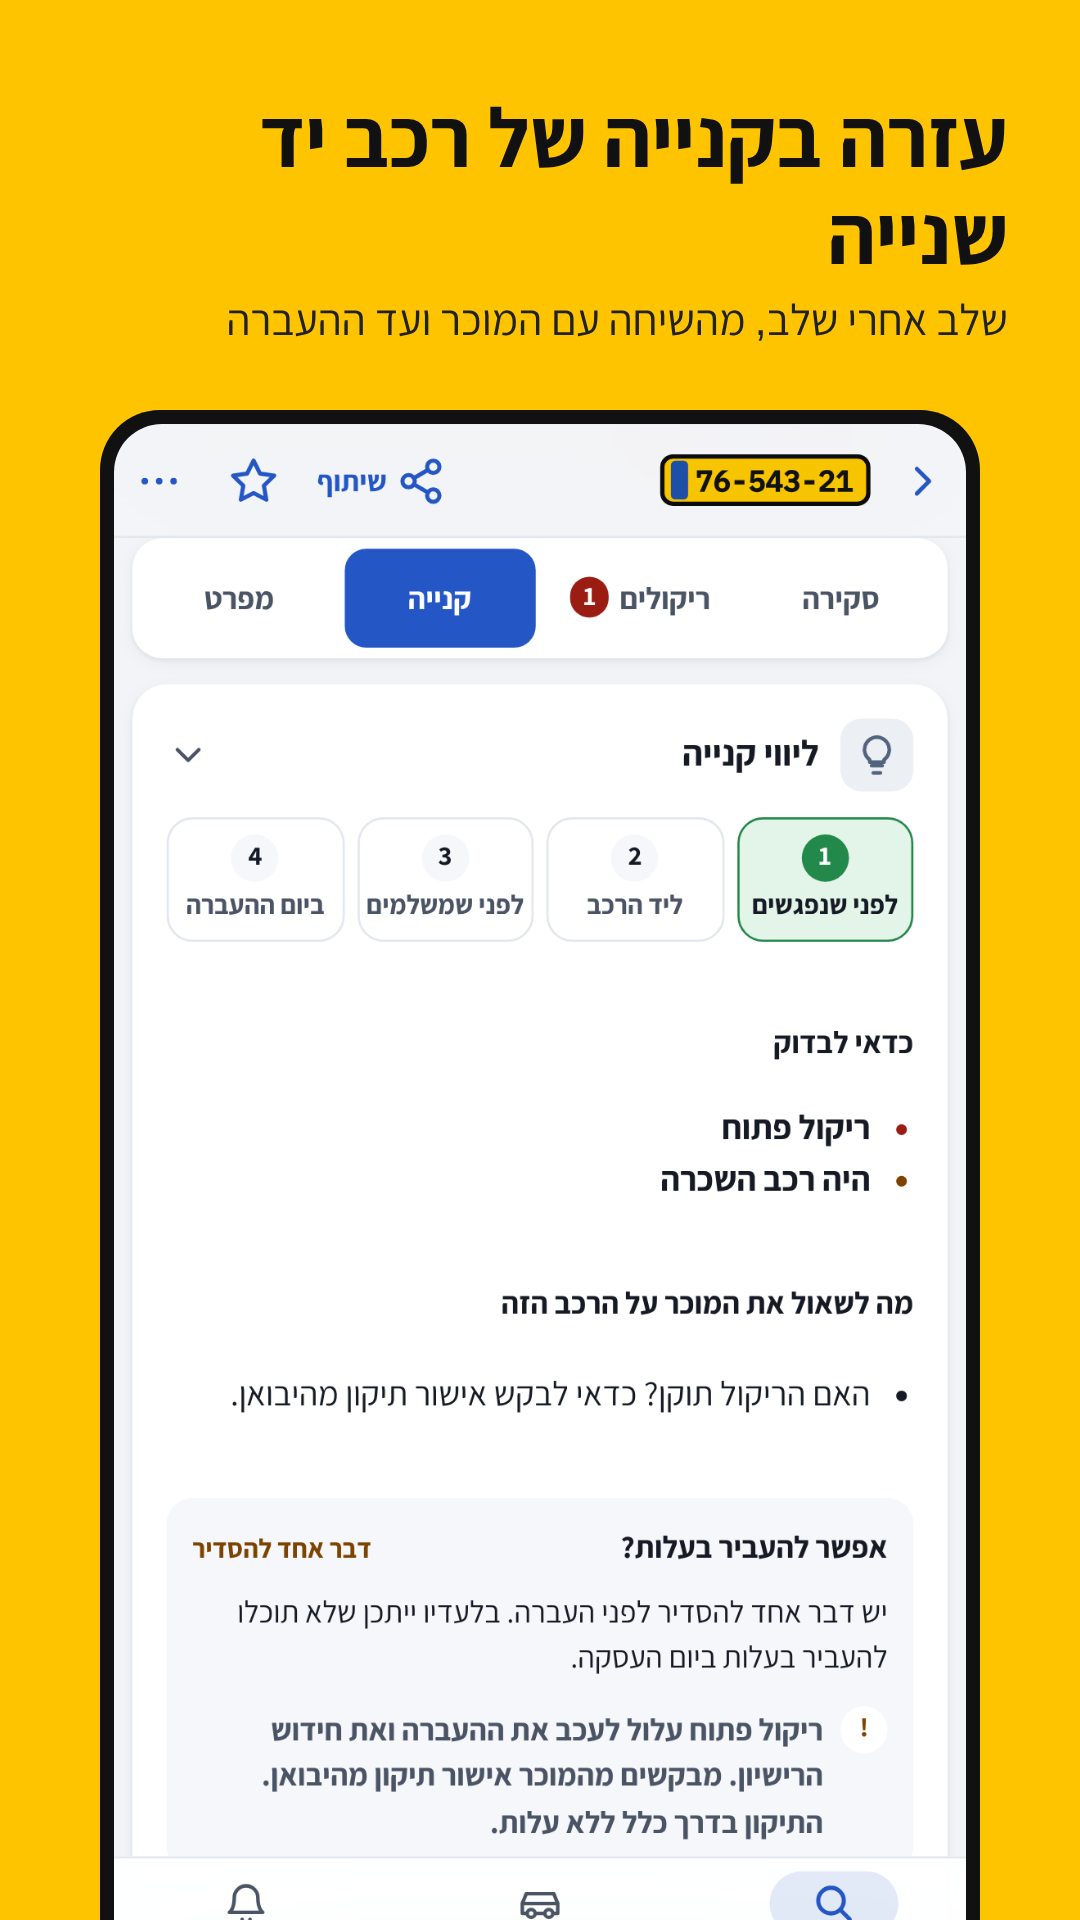 עזרה בקנייה של רכב יד
שנייה
שלב אחרי שלב, מהשיחה עם המוכר ועד ההעברה
76-543-21
שיתוף
סקירה
ריקולים 1
קנייה
מפרט
ליווי קנייה
1
לפני שנפגשים
2
ליד הרכב
3
לפני שמשלמים
4
ביום ההעברה
כדאי לבדוק
ריקול פתוח
היה רכב השכרה
מה לשאול את המוכר על הרכב הזה
האם הריקול תוקן? כדאי לבקש אישור תיקון מהיבואן.
אפשר להעביר בעלות?
דבר אחד להסדיר
יש דבר אחד להסדיר לפני העברה. בלעדיו ייתכן שלא תוכלו
להעביר בעלות ביום העסקה.
ריקול פתוח עלול לעכב את ההעברה ואת חידוש
הרישיון. מבקשים מהמוכר אישור תיקון מהיבואן.
התיקון בדרך כלל ללא עלות.